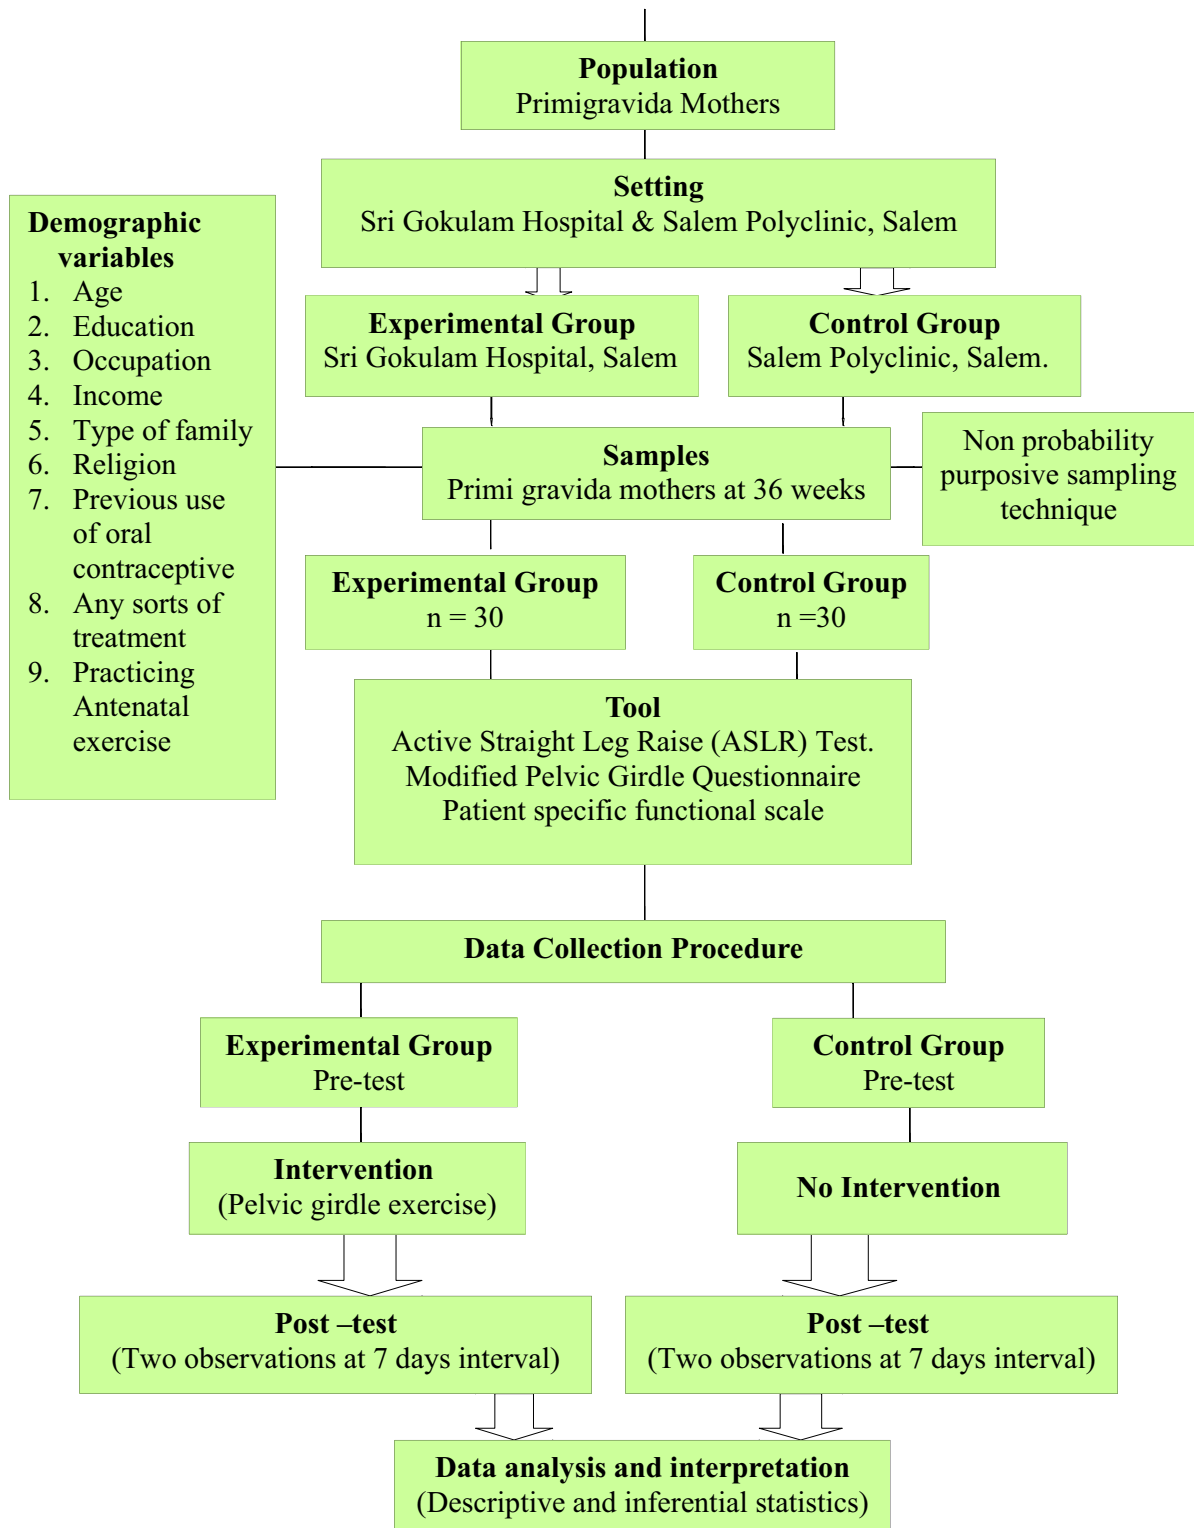 Population
Primigravida Mothers
Setting
Sri Gokulam Hospital & Salem Polyclinic, Salem
Demographic
variables
1. Age
2. Education
3. Occupation
4. Income
5. Type of family
6. Religion
7. Previous use
of oral
contraceptive
8. Any sorts of
treatment
9. Practicing
Antenatal
exercise
Experimental Group
Sri Gokulam Hospital, Salem
Control Group
Salem Polyclinic, Salem.
Samples
Primi gravida mothers at 36 weeks
Non probability
purposive sampling
technique
Experimental Group
n = 30
Control Group
n =30
Tool
Active Straight Leg Raise (ASLR) Test.
Modified Pelvic Girdle Questionnaire
Patient specific functional scale
Data Collection Procedure
Experimental Group
Pre-test
Control Group
Pre-test
Intervention
(Pelvic girdle exercise)
No Intervention
Post –test
(Two observations at 7 days interval)
Post –test
(Two observations at 7 days interval)
Data analysis and interpretation
(Descriptive and inferential statistics)